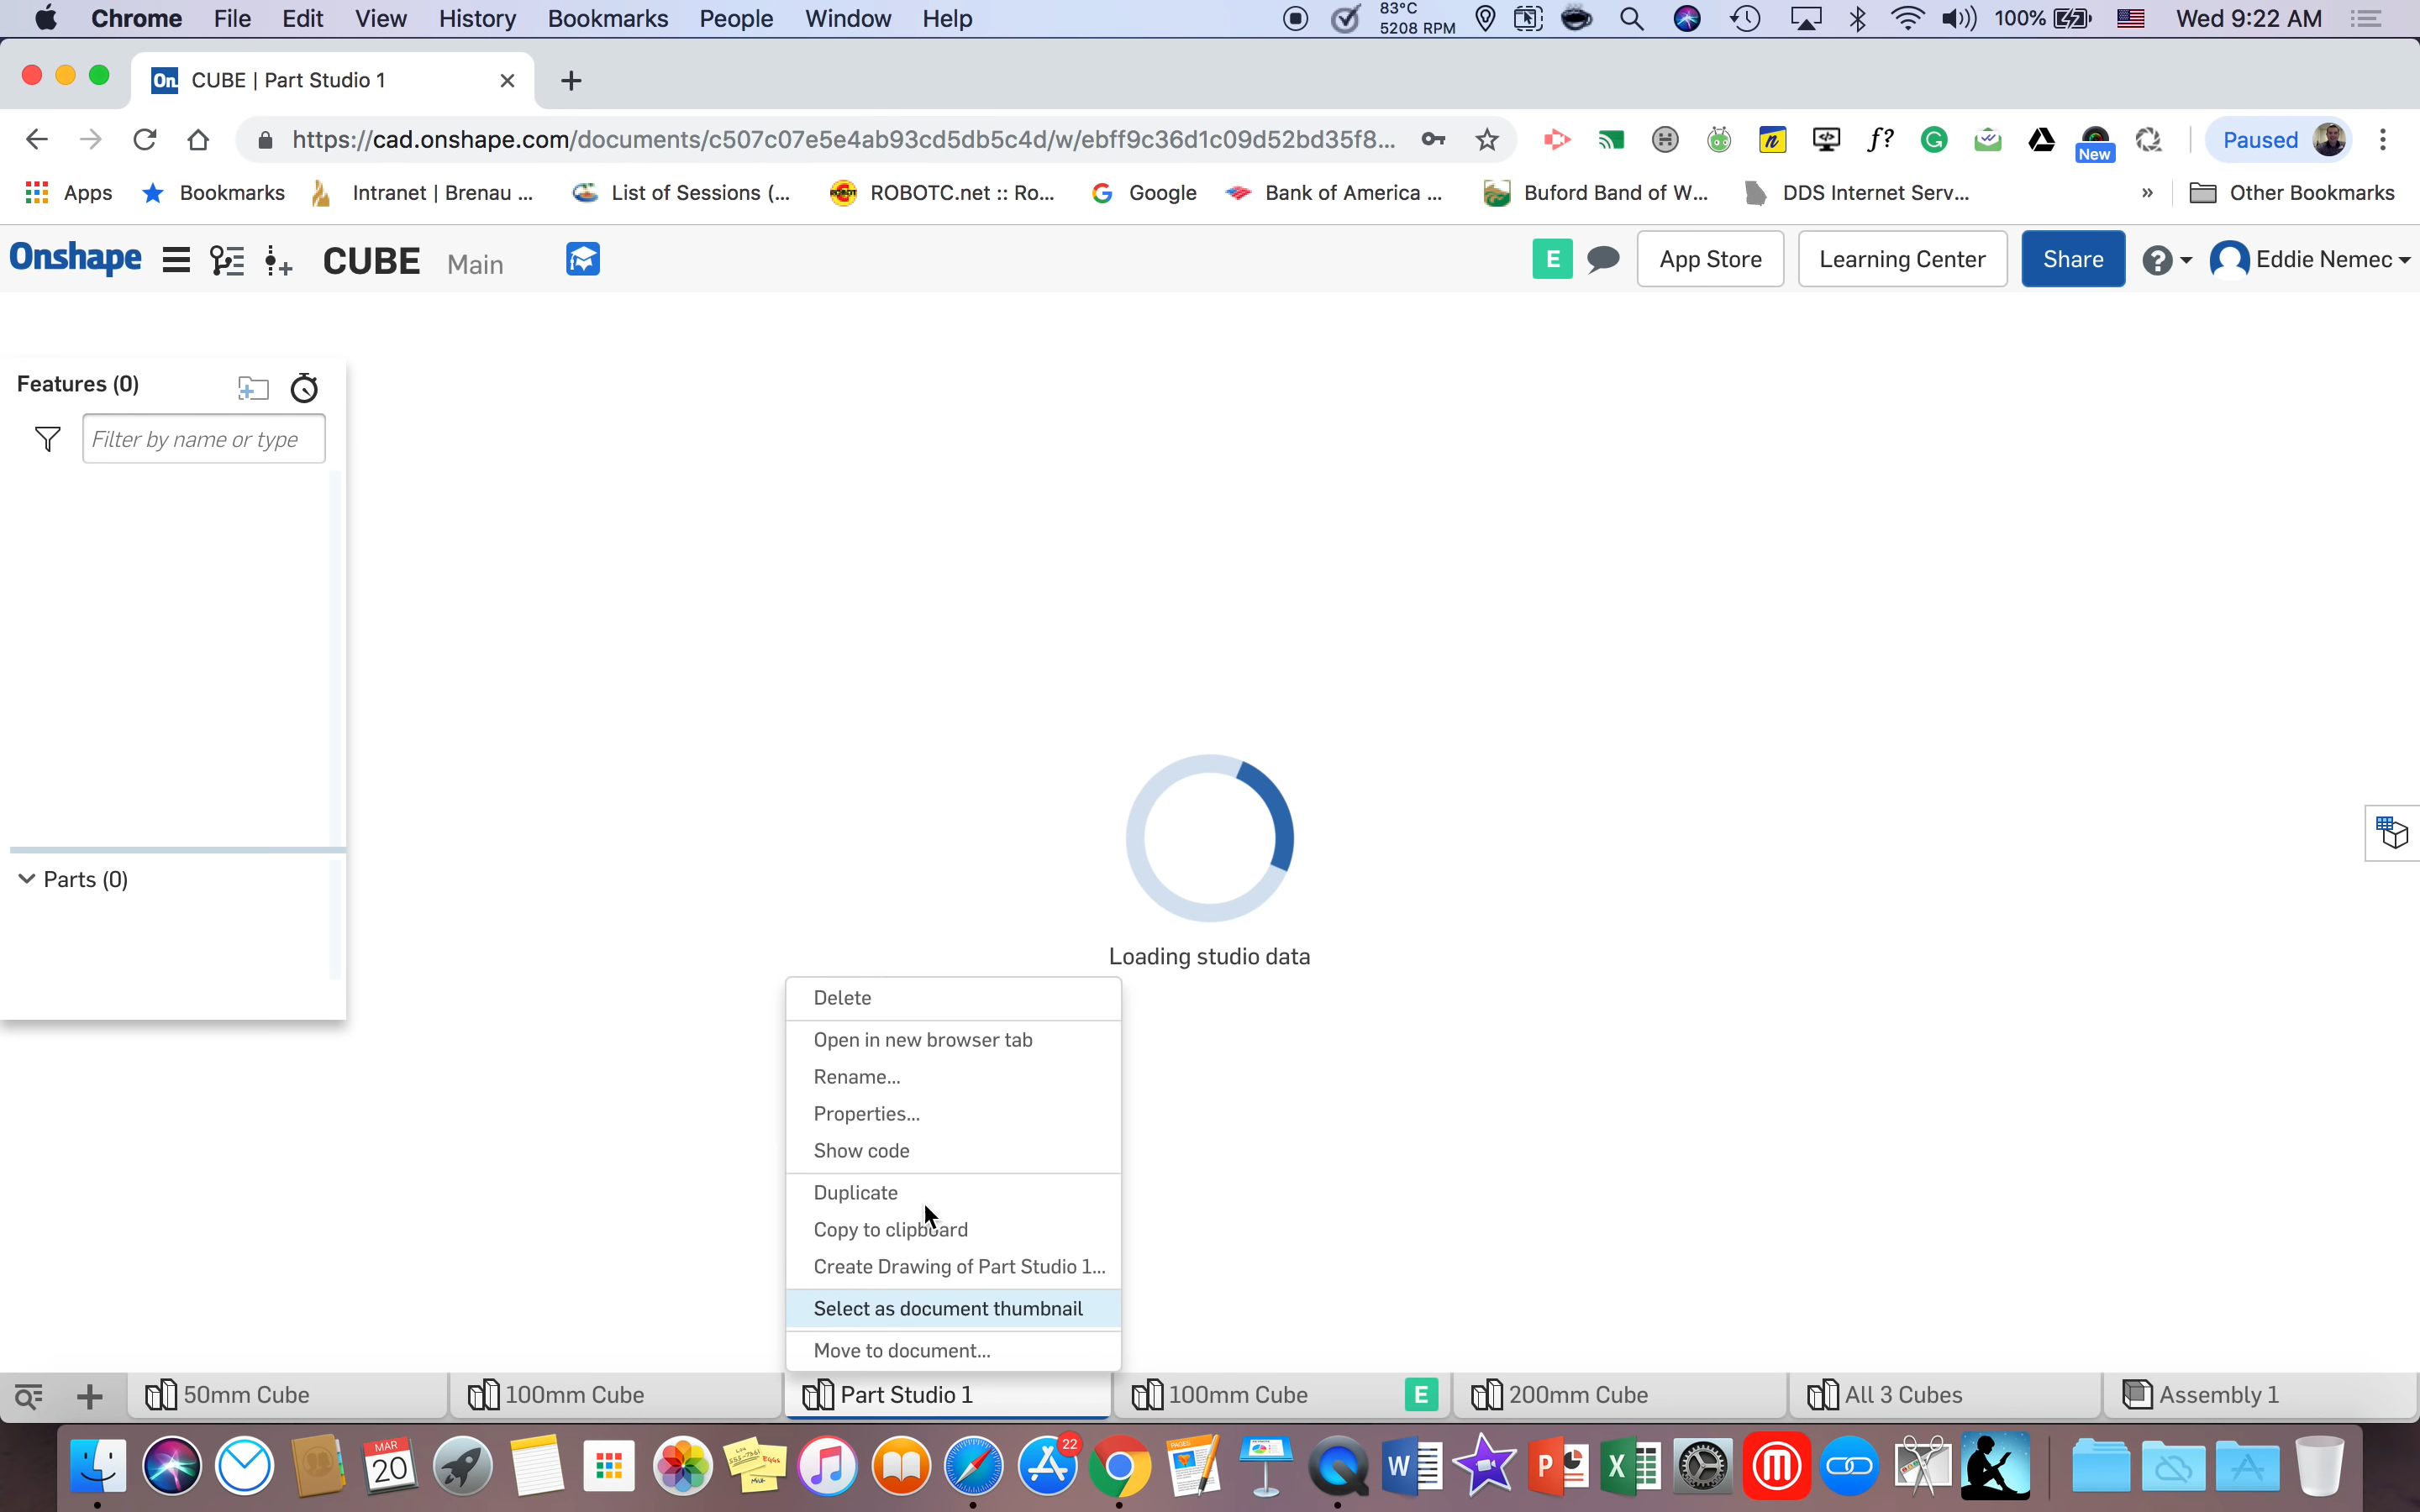 Chrome File Edit View History Bookmarks People Window Help 83°C 5208 RPM 100% Wed 9:22 AM
On CUBE | Part Studio 1
https://cad.onshape.com/documents/c507c07e5e4ab93cd5db5c4d/w/ebff9c36d1c09d52bd35f8... n f? G New Paused
Apps Bookmarks Intranet | Brenau ... List of Sessions (... ROBOTC.net :: Ro... Google Bank of America ... Buford Band of W... DDS Internet Serv... » Other Bookmarks
Onshape CUBE Main E App Store Learning Center Share ? Eddie Nemec
Features (0)
Filter by name or type
Parts (0)
Loading studio data
Delete
Open in new browser tab
Rename...
Properties...
Show code
Duplicate
Copy to clipboard
Create Drawing of Part Studio 1...
Select as document thumbnail
Move to document...
50mm Cube 100mm Cube Part Studio 1 100mm Cube E 200mm Cube All 3 Cubes Assembly 1
MAR 20 22 PAGES W P X